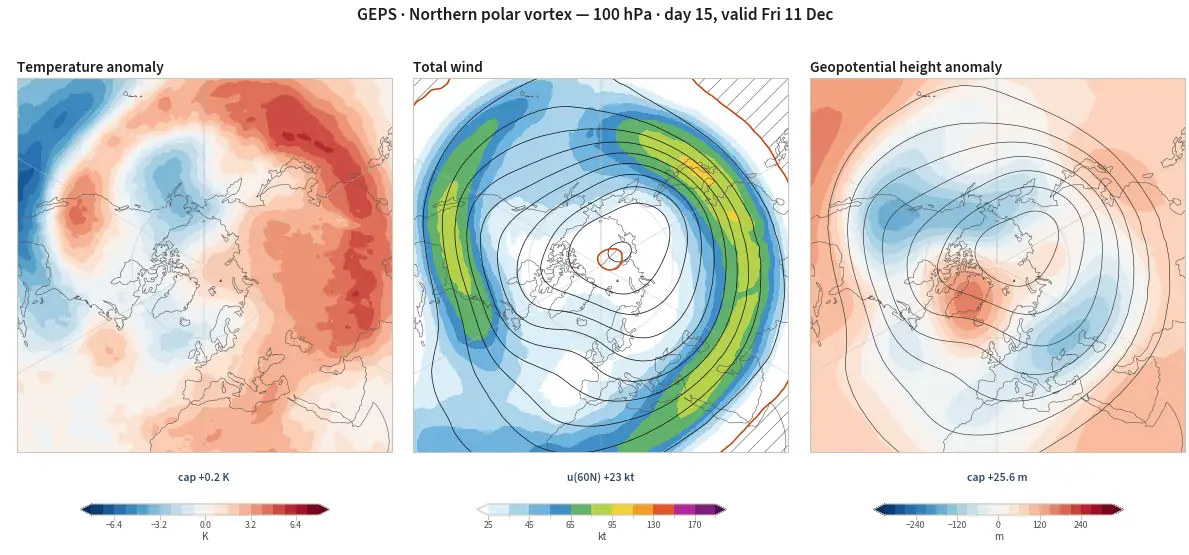 GEPS · Northern polar vortex — 100 hPa · day 15, valid Fri 11 Dec
Temperature anomaly
Total wind
Geopotential height anomaly
cap +0.2 K
u(60N) +23 kt
cap +25.6 m
−6.4 −3.2 0.0 3.2 6.4
K
25 45 65 95 130 170
kt
−240 −120 0 120 240
m